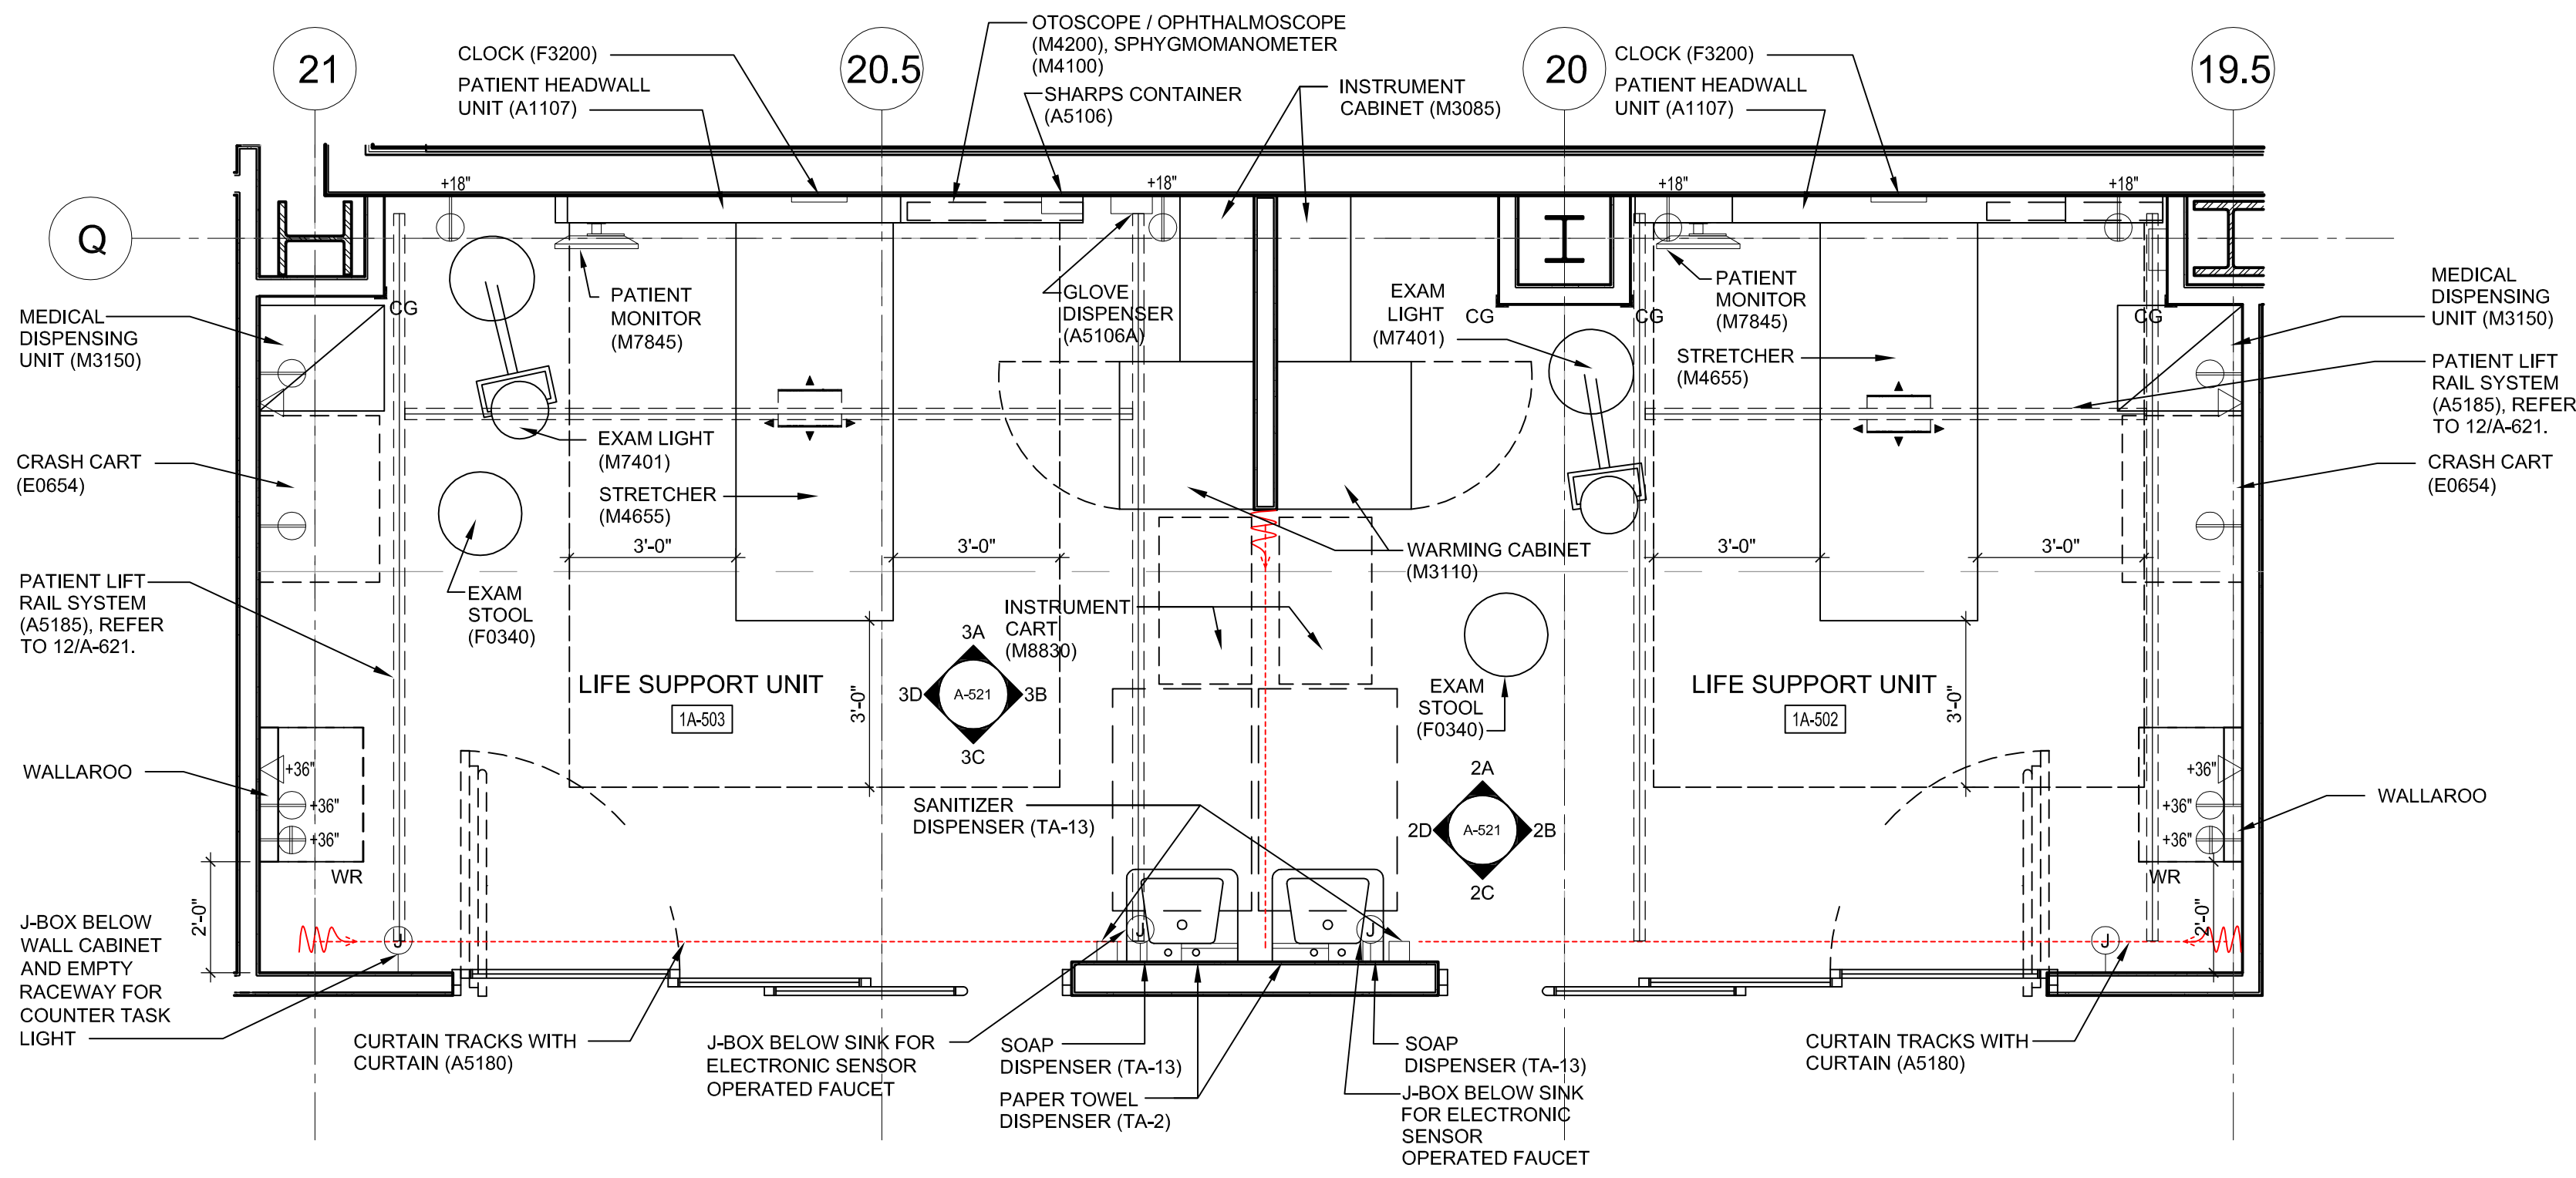 21
20.5
20
19.5
Q
CLOCK (F3200)
PATIENT HEADWALL
UNIT (A1107)
OTOSCOPE / OPHTHALMOSCOPE
(M4200), SPHYGMOMANOMETER
(M4100)
SHARPS CONTAINER
(A5106)
INSTRUMENT
CABINET (M3085)
CLOCK (F3200)
PATIENT HEADWALL
UNIT (A1107)
+18"
+18"
+18"
+18"
MEDICAL
DISPENSING
UNIT (M3150)
CG
PATIENT
MONITOR
(M7845)
GLOVE
DISPENSER
(A5106A)
EXAM
LIGHT
(M7401)
CG
CG
PATIENT
MONITOR
(M7845)
CG
MEDICAL
DISPENSING
UNIT (M3150)
STRETCHER
(M4655)
PATIENT LIFT
RAIL SYSTEM
(A5185), REFER
TO 12/A-621.
CRASH CART
(E0654)
EXAM LIGHT
(M7401)
STRETCHER
(M4655)
CRASH CART
(E0654)
3'-0"
3'-0"
WARMING CABINET
(M3110)
3'-0"
3'-0"
PATIENT LIFT
RAIL SYSTEM
(A5185), REFER
TO 12/A-621.
EXAM
STOOL
(F0340)
INSTRUMENT
CART
(M8830)
LIFE SUPPORT UNIT
1A-503
3'-0"
3A
3D
A-521
3B
3C
EXAM
STOOL
(F0340)
LIFE SUPPORT UNIT
1A-502
3'-0"
WALLAROO
+36"
+36"
+36"
WR
2'-0"
SANITIZER
DISPENSER (TA-13)
2A
2D
A-521
2B
2C
+36"
+36"
+36"
WR
2'-0"
WALLAROO
J-BOX BELOW
WALL CABINET
AND EMPTY
RACEWAY FOR
COUNTER TASK
LIGHT
J
J
J
J
CURTAIN TRACKS WITH
CURTAIN (A5180)
J-BOX BELOW SINK FOR
ELECTRONIC SENSOR
OPERATED FAUCET
SOAP
DISPENSER (TA-13)
PAPER TOWEL
DISPENSER (TA-2)
SOAP
DISPENSER (TA-13)
J-BOX BELOW SINK
FOR ELECTRONIC
SENSOR
OPERATED FAUCET
CURTAIN TRACKS WITH
CURTAIN (A5180)